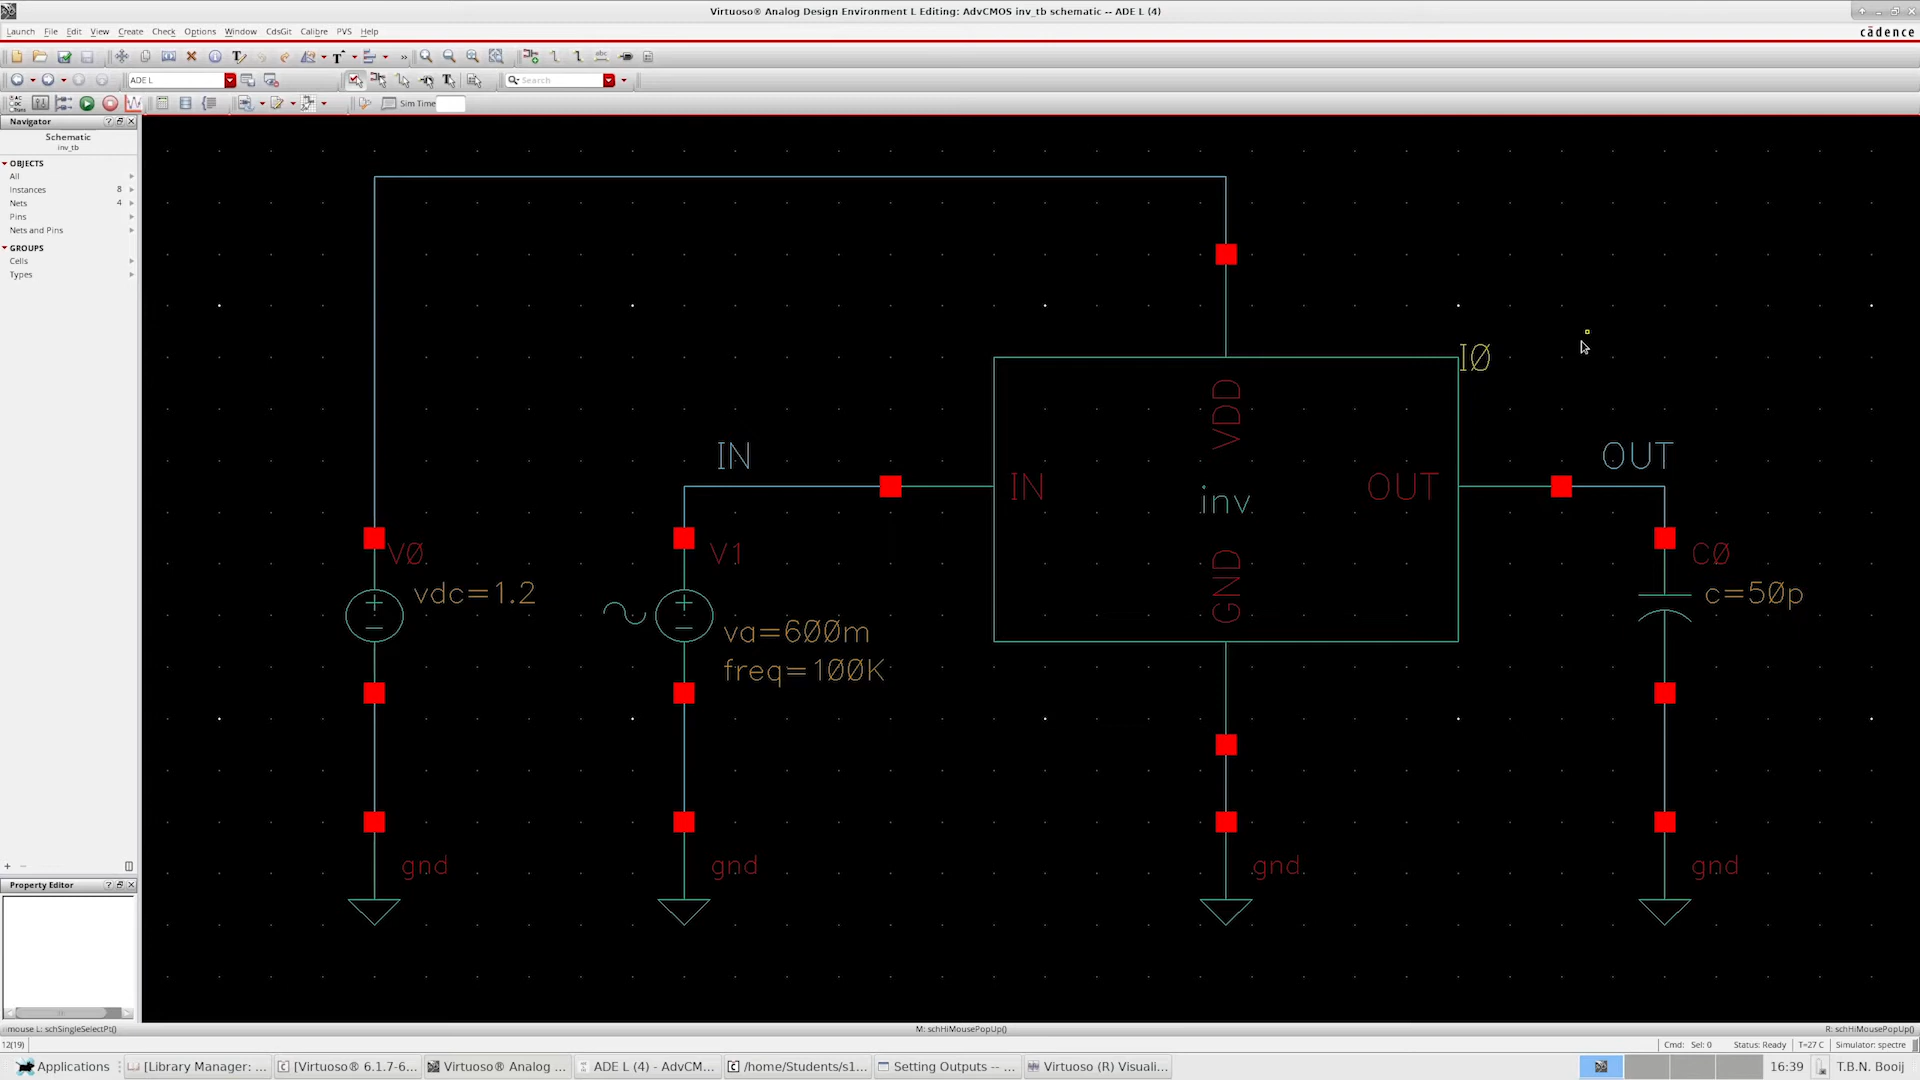 Virtuoso® Analog Design Environment L Editing: AdvCMOS inv_tb schematic -- ADE L (4)
Launch File Edit View Create Check Options Window CdsGit Calibre PVS Help
cādence
ADE L
Search
Sim Time
Navigator
Schematic
inv_tb
OBJECTS
All
Instances 8
Nets 4
Pins
Nets and Pins
GROUPS
Cells
Types
Property Editor
I0
VDD
IN
OUT
IN
OUT
inv
GND
V0
vdc=1.2
V1
va=600m
freq=100K
C0
c=50p
gnd
gnd
gnd
gnd
mouse L: schSingleSelectPt()
M: schHiMousePopUp()
R: schHiMousePopUp()
12(19)
Cmd: Sel: 0 Status: Ready T=27 C Simulator: spectre
Applications
[Library Manager: ...
[Virtuoso® 6.1.7-6...
Virtuoso® Analog ...
ADE L (4) - AdvCM...
/home/Students/s1...
Setting Outputs -- ...
Virtuoso (R) Visuali...
16:39
T.B.N. Booij